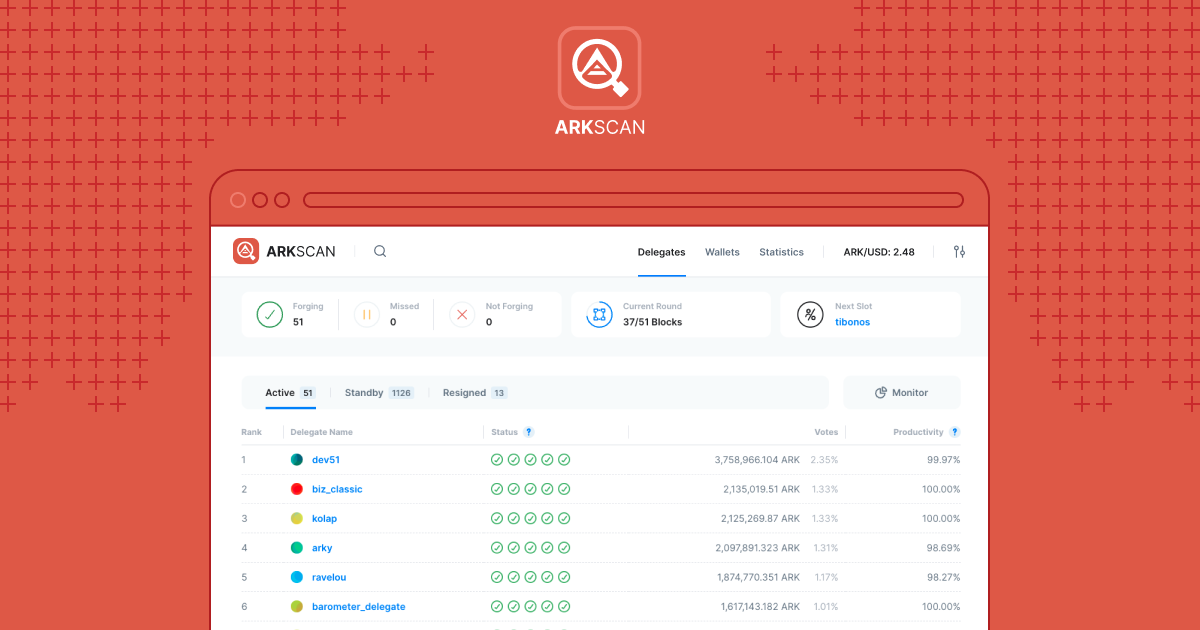 ARKSCAN
ARKSCAN
Delegates Wallets Statistics ARK/USD: 2.48
Forging Missed Not Forging Current Round Next Slot
51 0 0 37/51 Blocks tibonos
Active 51 Standby 1126 Resigned 13 Monitor
Rank Delegate Name Status ? Votes Productivity ?
1 dev51 3,758,966.104 ARK 2.35% 99.97%
2 biz_classic 2,135,019.51 ARK 1.33% 100.00%
3 kolap 2,125,269.87 ARK 1.33% 100.00%
4 arky 2,097,891.323 ARK 1.31% 98.69%
5 ravelou 1,874,770.351 ARK 1.17% 98.27%
6 barometer_delegate 1,617,143.182 ARK 1.01% 100.00%